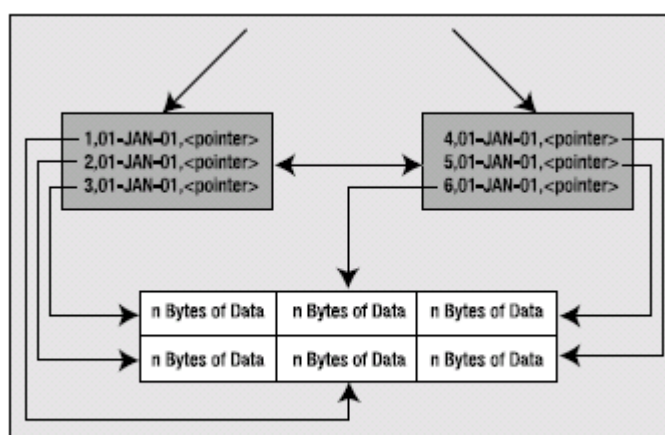 1,01-JAN-01,<pointer>
2,01-JAN-01,<pointer>
3,01-JAN-01,<pointer>
4,01-JAN-01,<pointer>
5,01-JAN-01,<pointer>
6,01-JAN-01,<pointer>
n Bytes of Data n Bytes of Data n Bytes of Data
n Bytes of Data n Bytes of Data n Bytes of Data